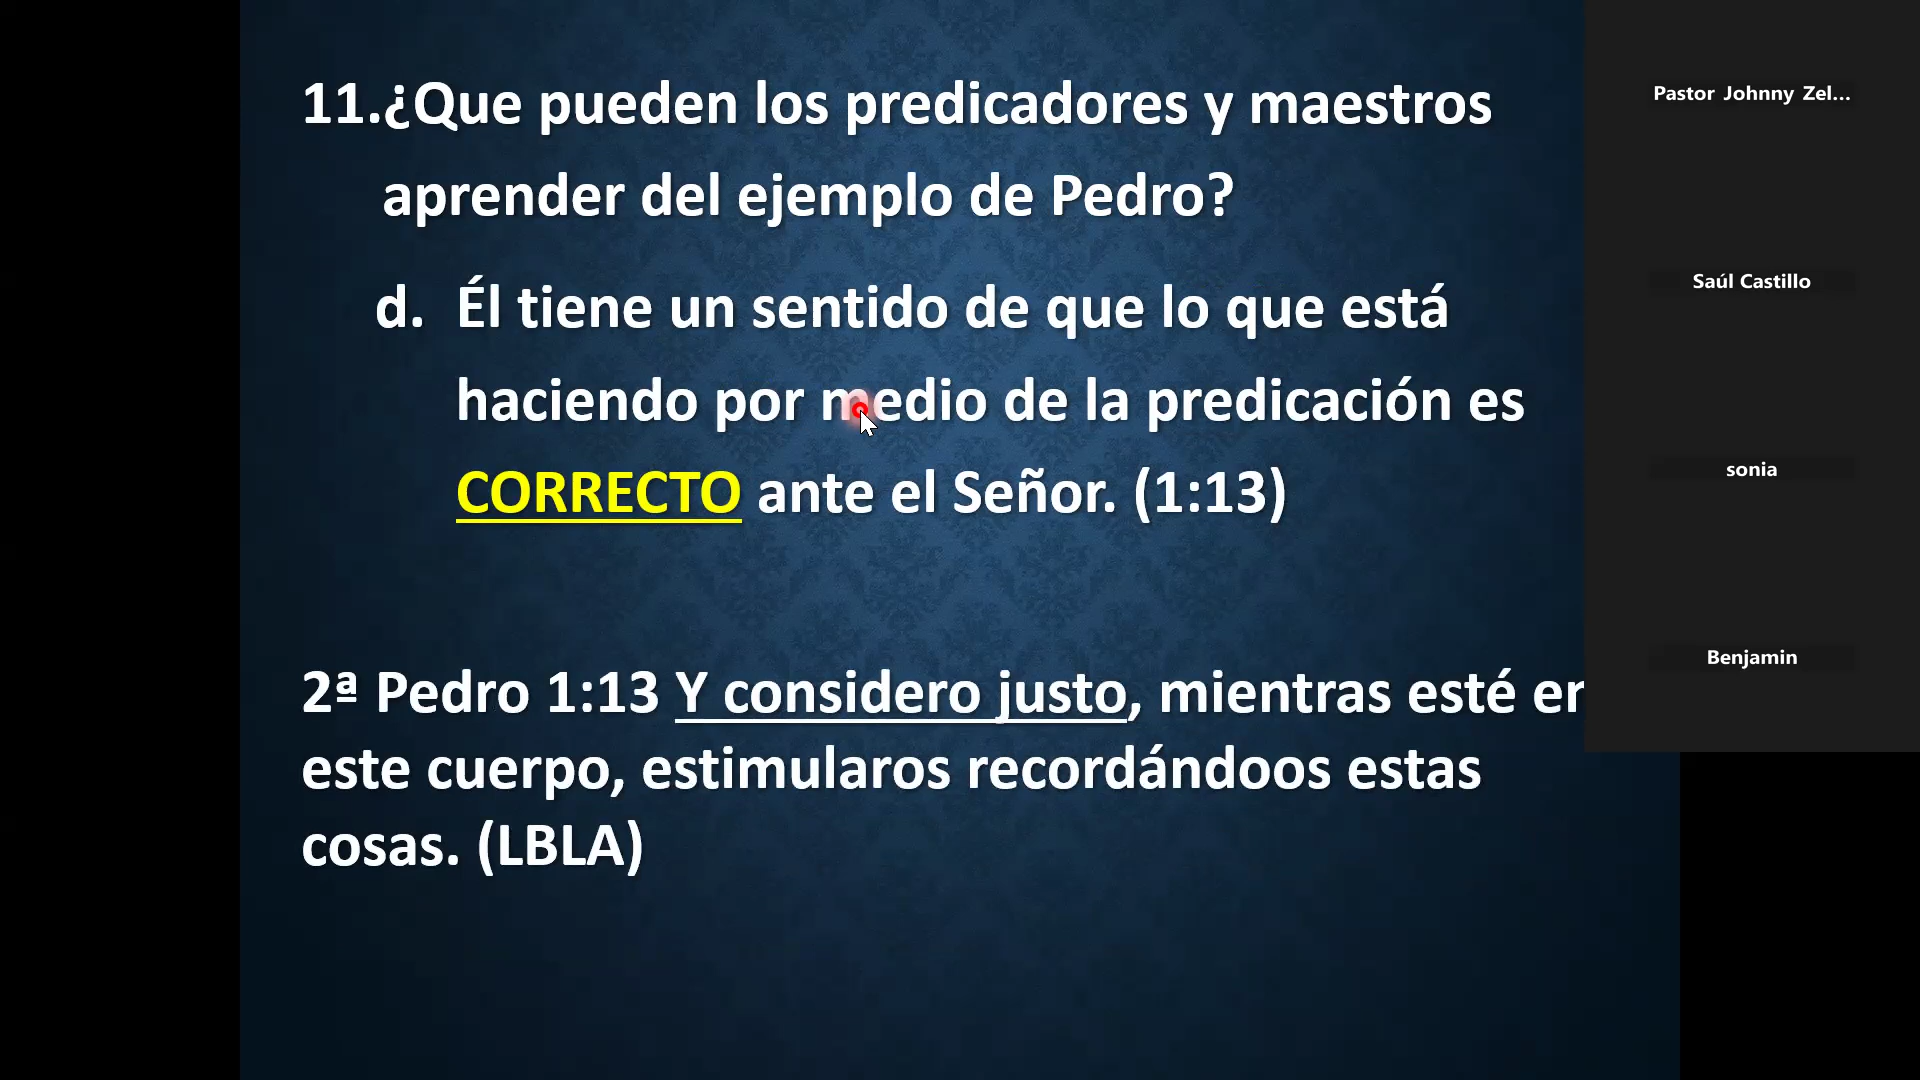 11.¿Que pueden los predicadores y maestros
aprender del ejemplo de Pedro?
d. Él tiene un sentido de que lo que está
haciendo por medio de la predicación es
CORRECTO ante el Señor. (1:13)
2ª Pedro 1:13 Y considero justo, mientras esté en
este cuerpo, estimularos recordándoos estas
cosas. (LBLA)
Pastor Johnny Zel...
Saúl Castillo
sonia
Benjamin